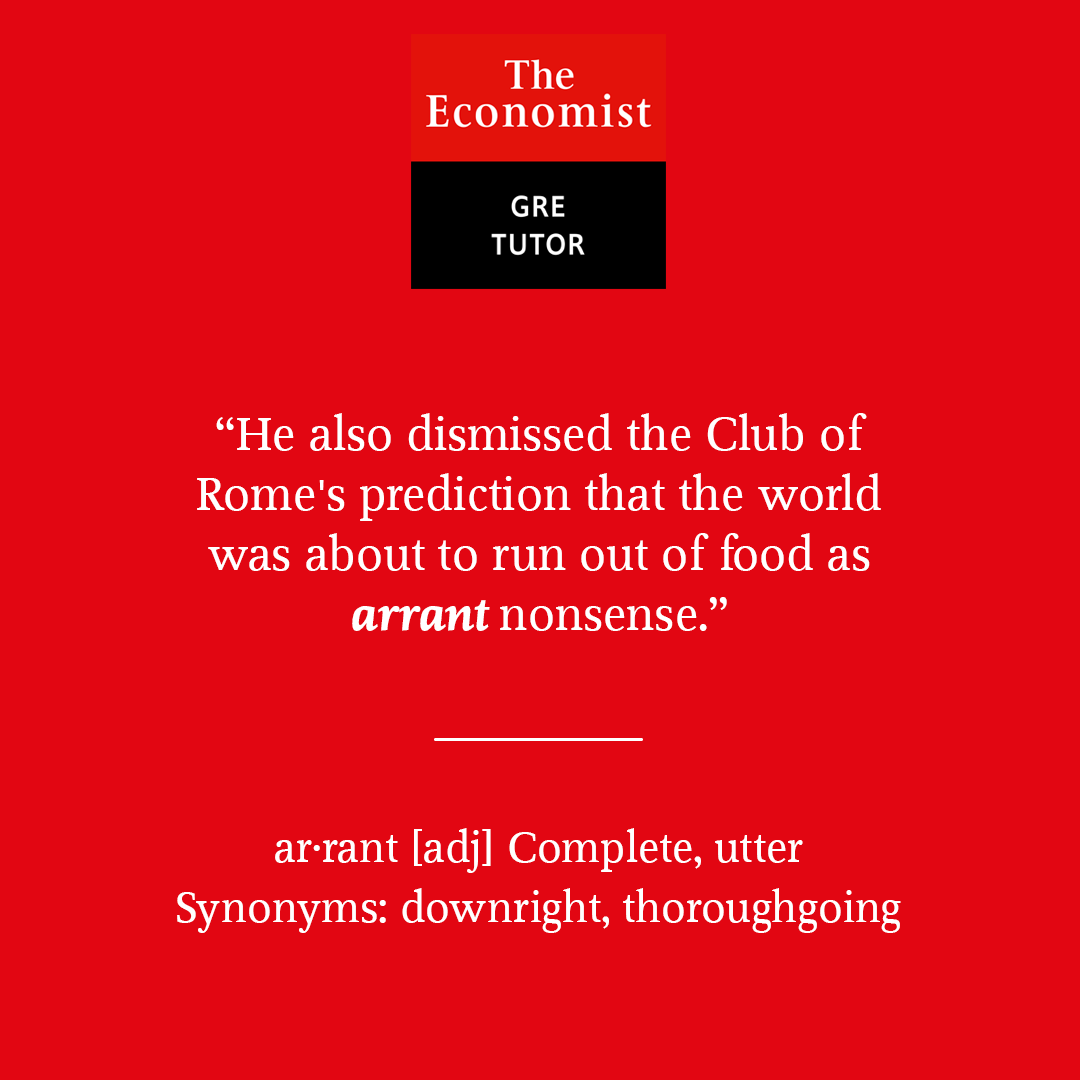 The
Economist
GRE
TUTOR
“He also dismissed the Club of
Rome's prediction that the world
was about to run out of food as
arrant nonsense.”
ar·rant [adj] Complete, utter
Synonyms: downright, thoroughgoing